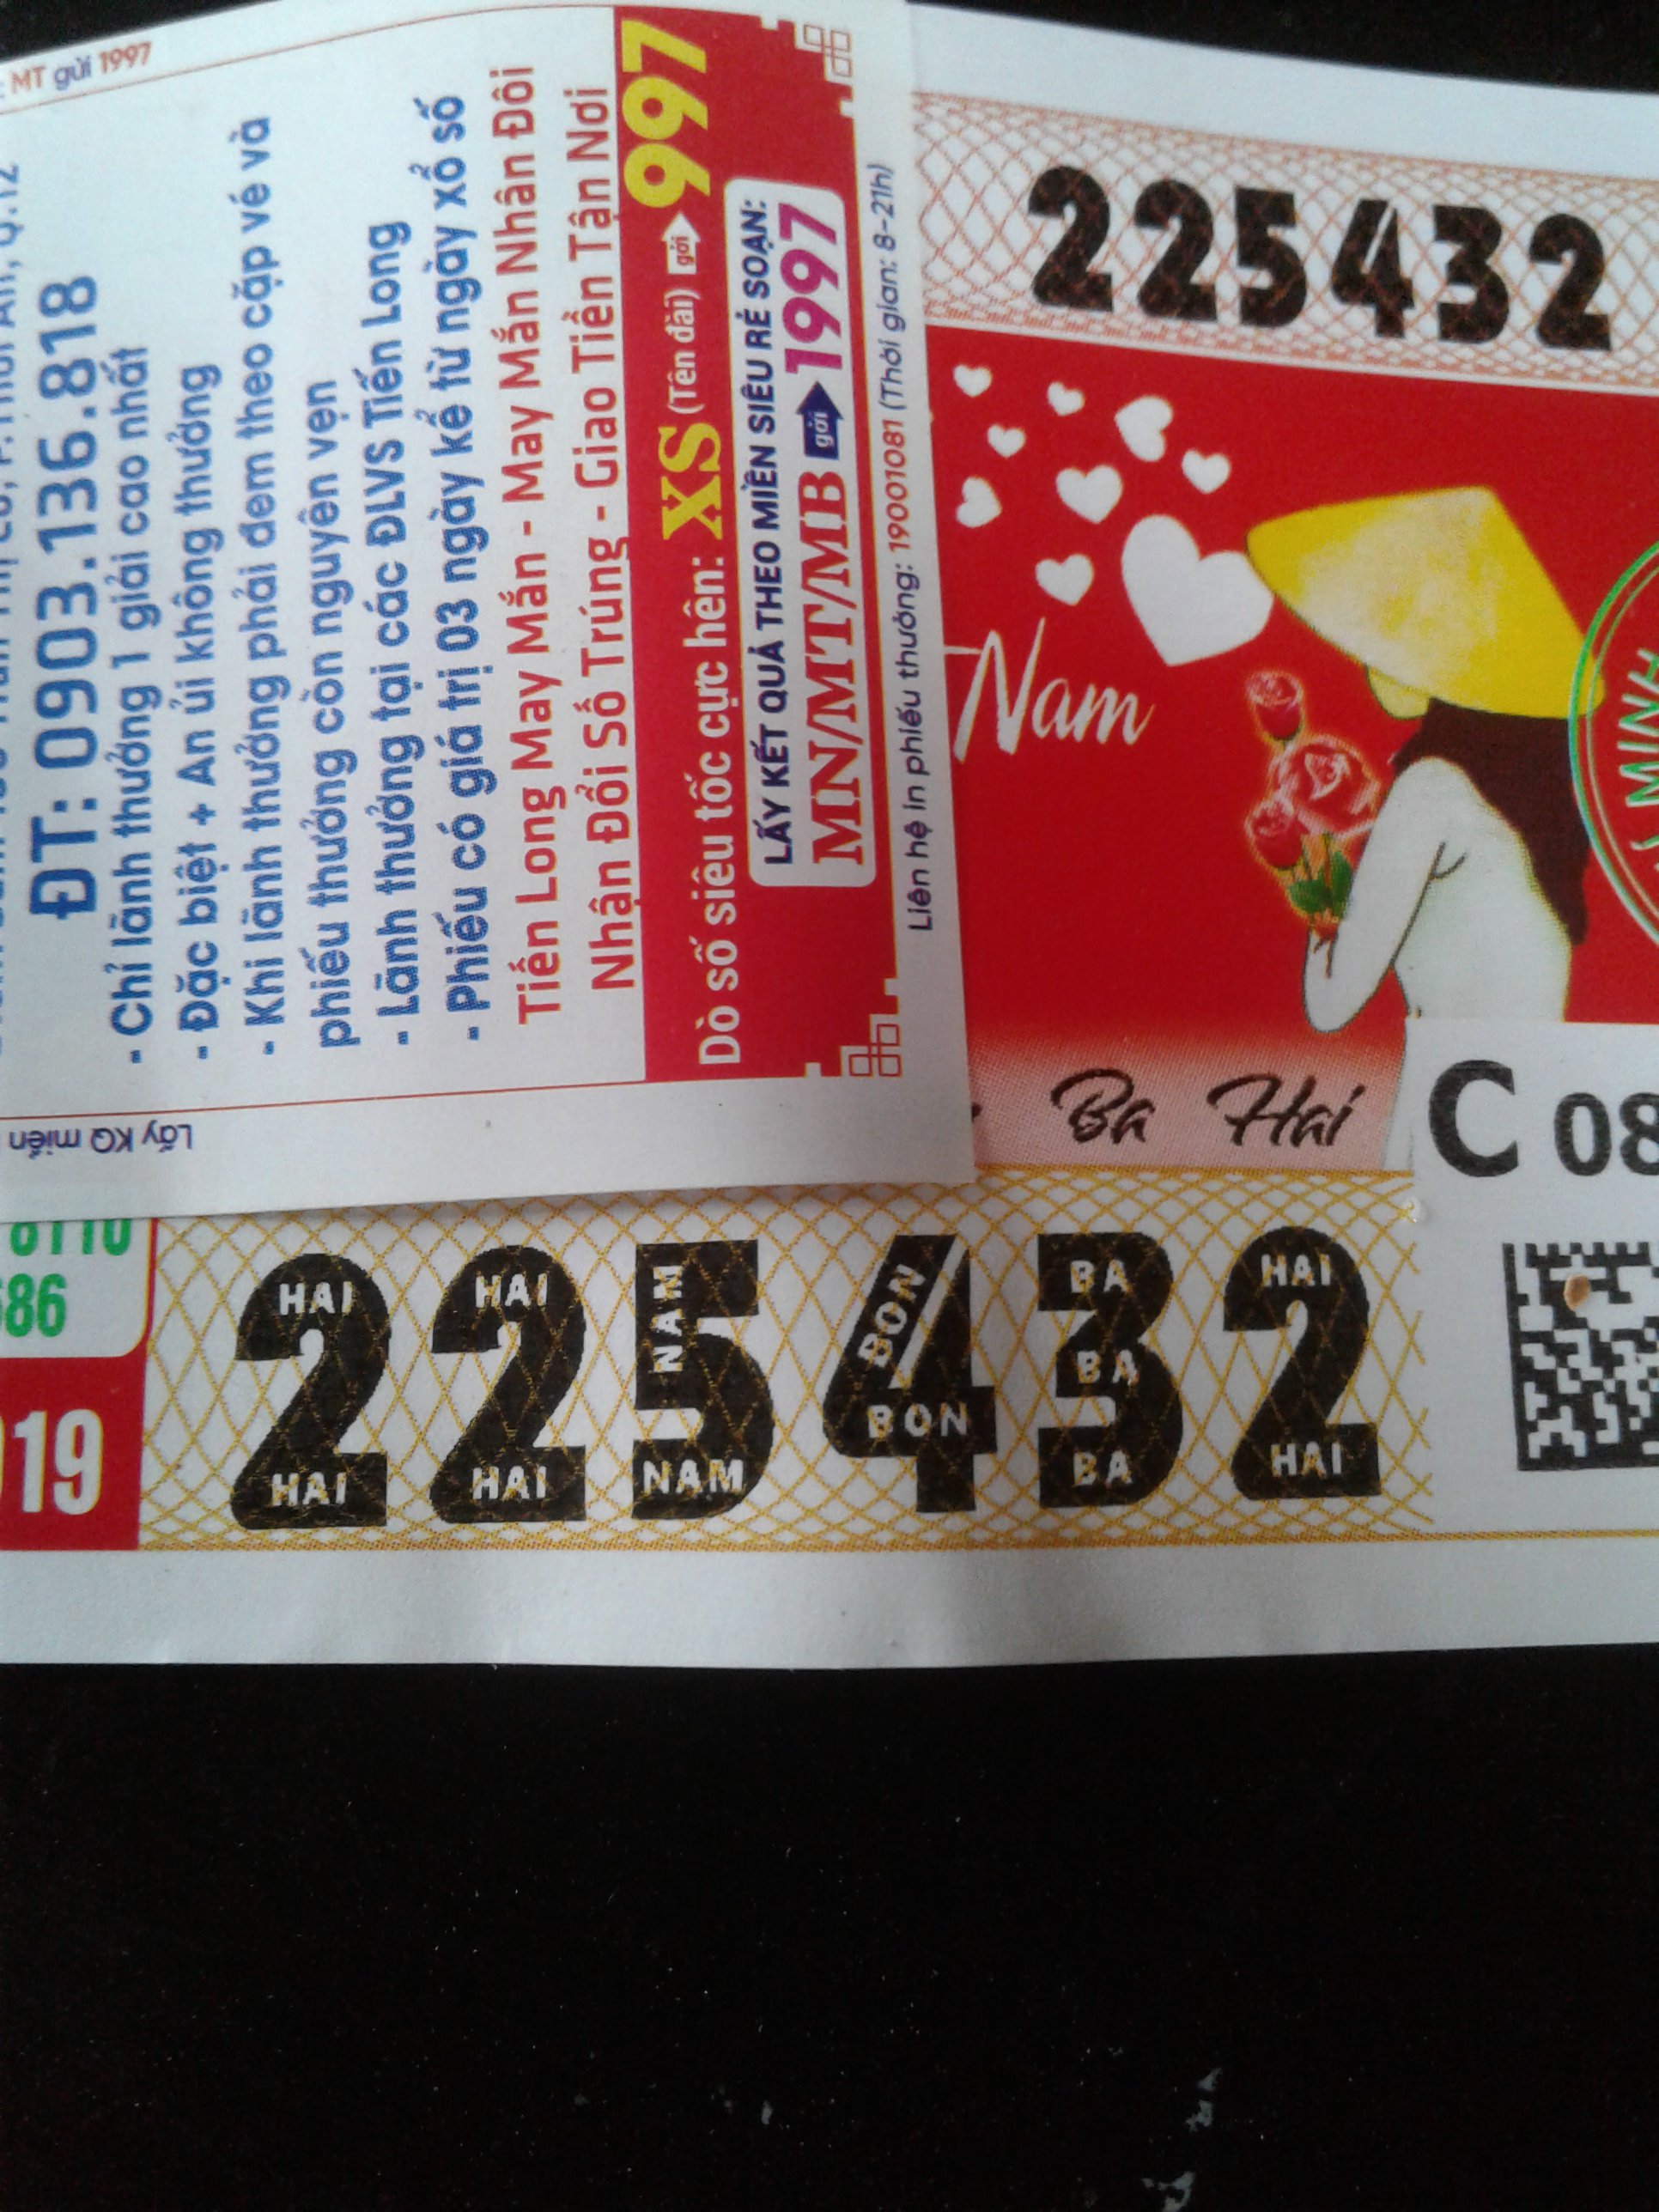 MT gửi 1997
ĐT: 0903.136.818
- Chỉ lãnh thưởng 1 giải cao nhất
- Đặc biệt + An ủi không thưởng
- Khi lãnh thưởng phải đem theo cặp vé và
phiếu thưởng còn nguyên vẹn
- Lãnh thưởng tại các ĐLVS Tiến Long
- Phiếu có giá trị 03 ngày kể từ ngày xổ số
Tiến Long May Mắn - May Mắn Nhân Đôi
Nhận Đổi Số Trúng - Giao Tiền Tận Nơi
Dò số siêu tốc cực hên: XS (Tên đài) gởi 997
LẤY KẾT QUẢ THEO MIỀN SIÊU RẺ SOẠN:
MN/MT/MB gởi 1997
Liên hệ in phiếu thưởng: 19001081 (Thời gian: 8-21h)
Lấy KQ miền
225432
Nam
MINH
Ba Hai
C 08
8110
686
19
225432
HAI HAI NAM BON BA HAI
BA
HAI HAI NAM BON BA HAI